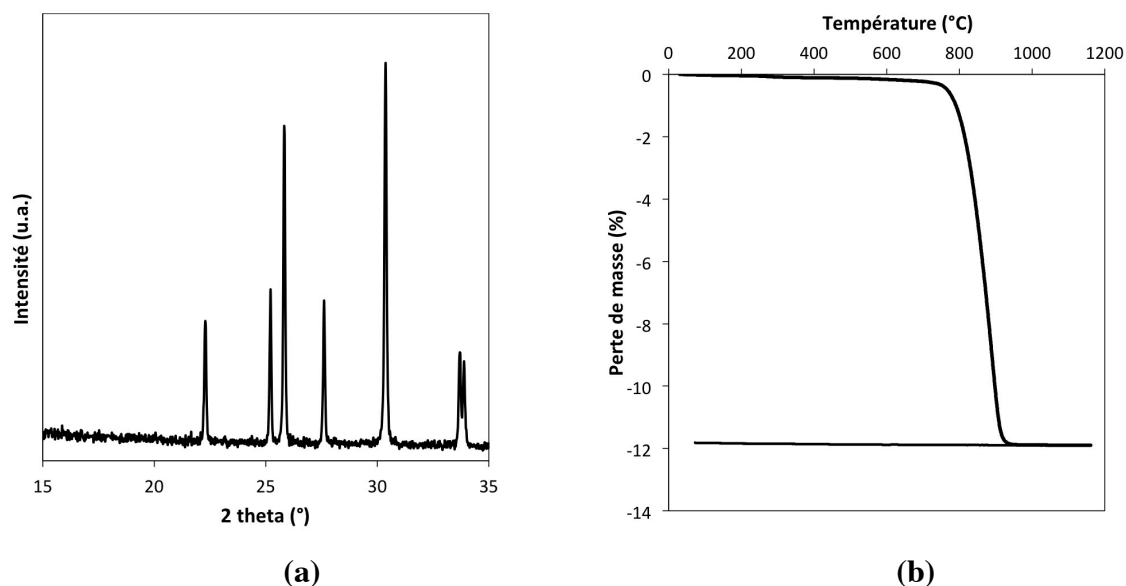 Intensité (u.a.)
15 20 25 30 35
2 theta (°)
(a)
Température (°C)
0 200 400 600 800 1000 1200
Perte de masse (%)
0
-2
-4
-6
-8
-10
-12
-14
(b)